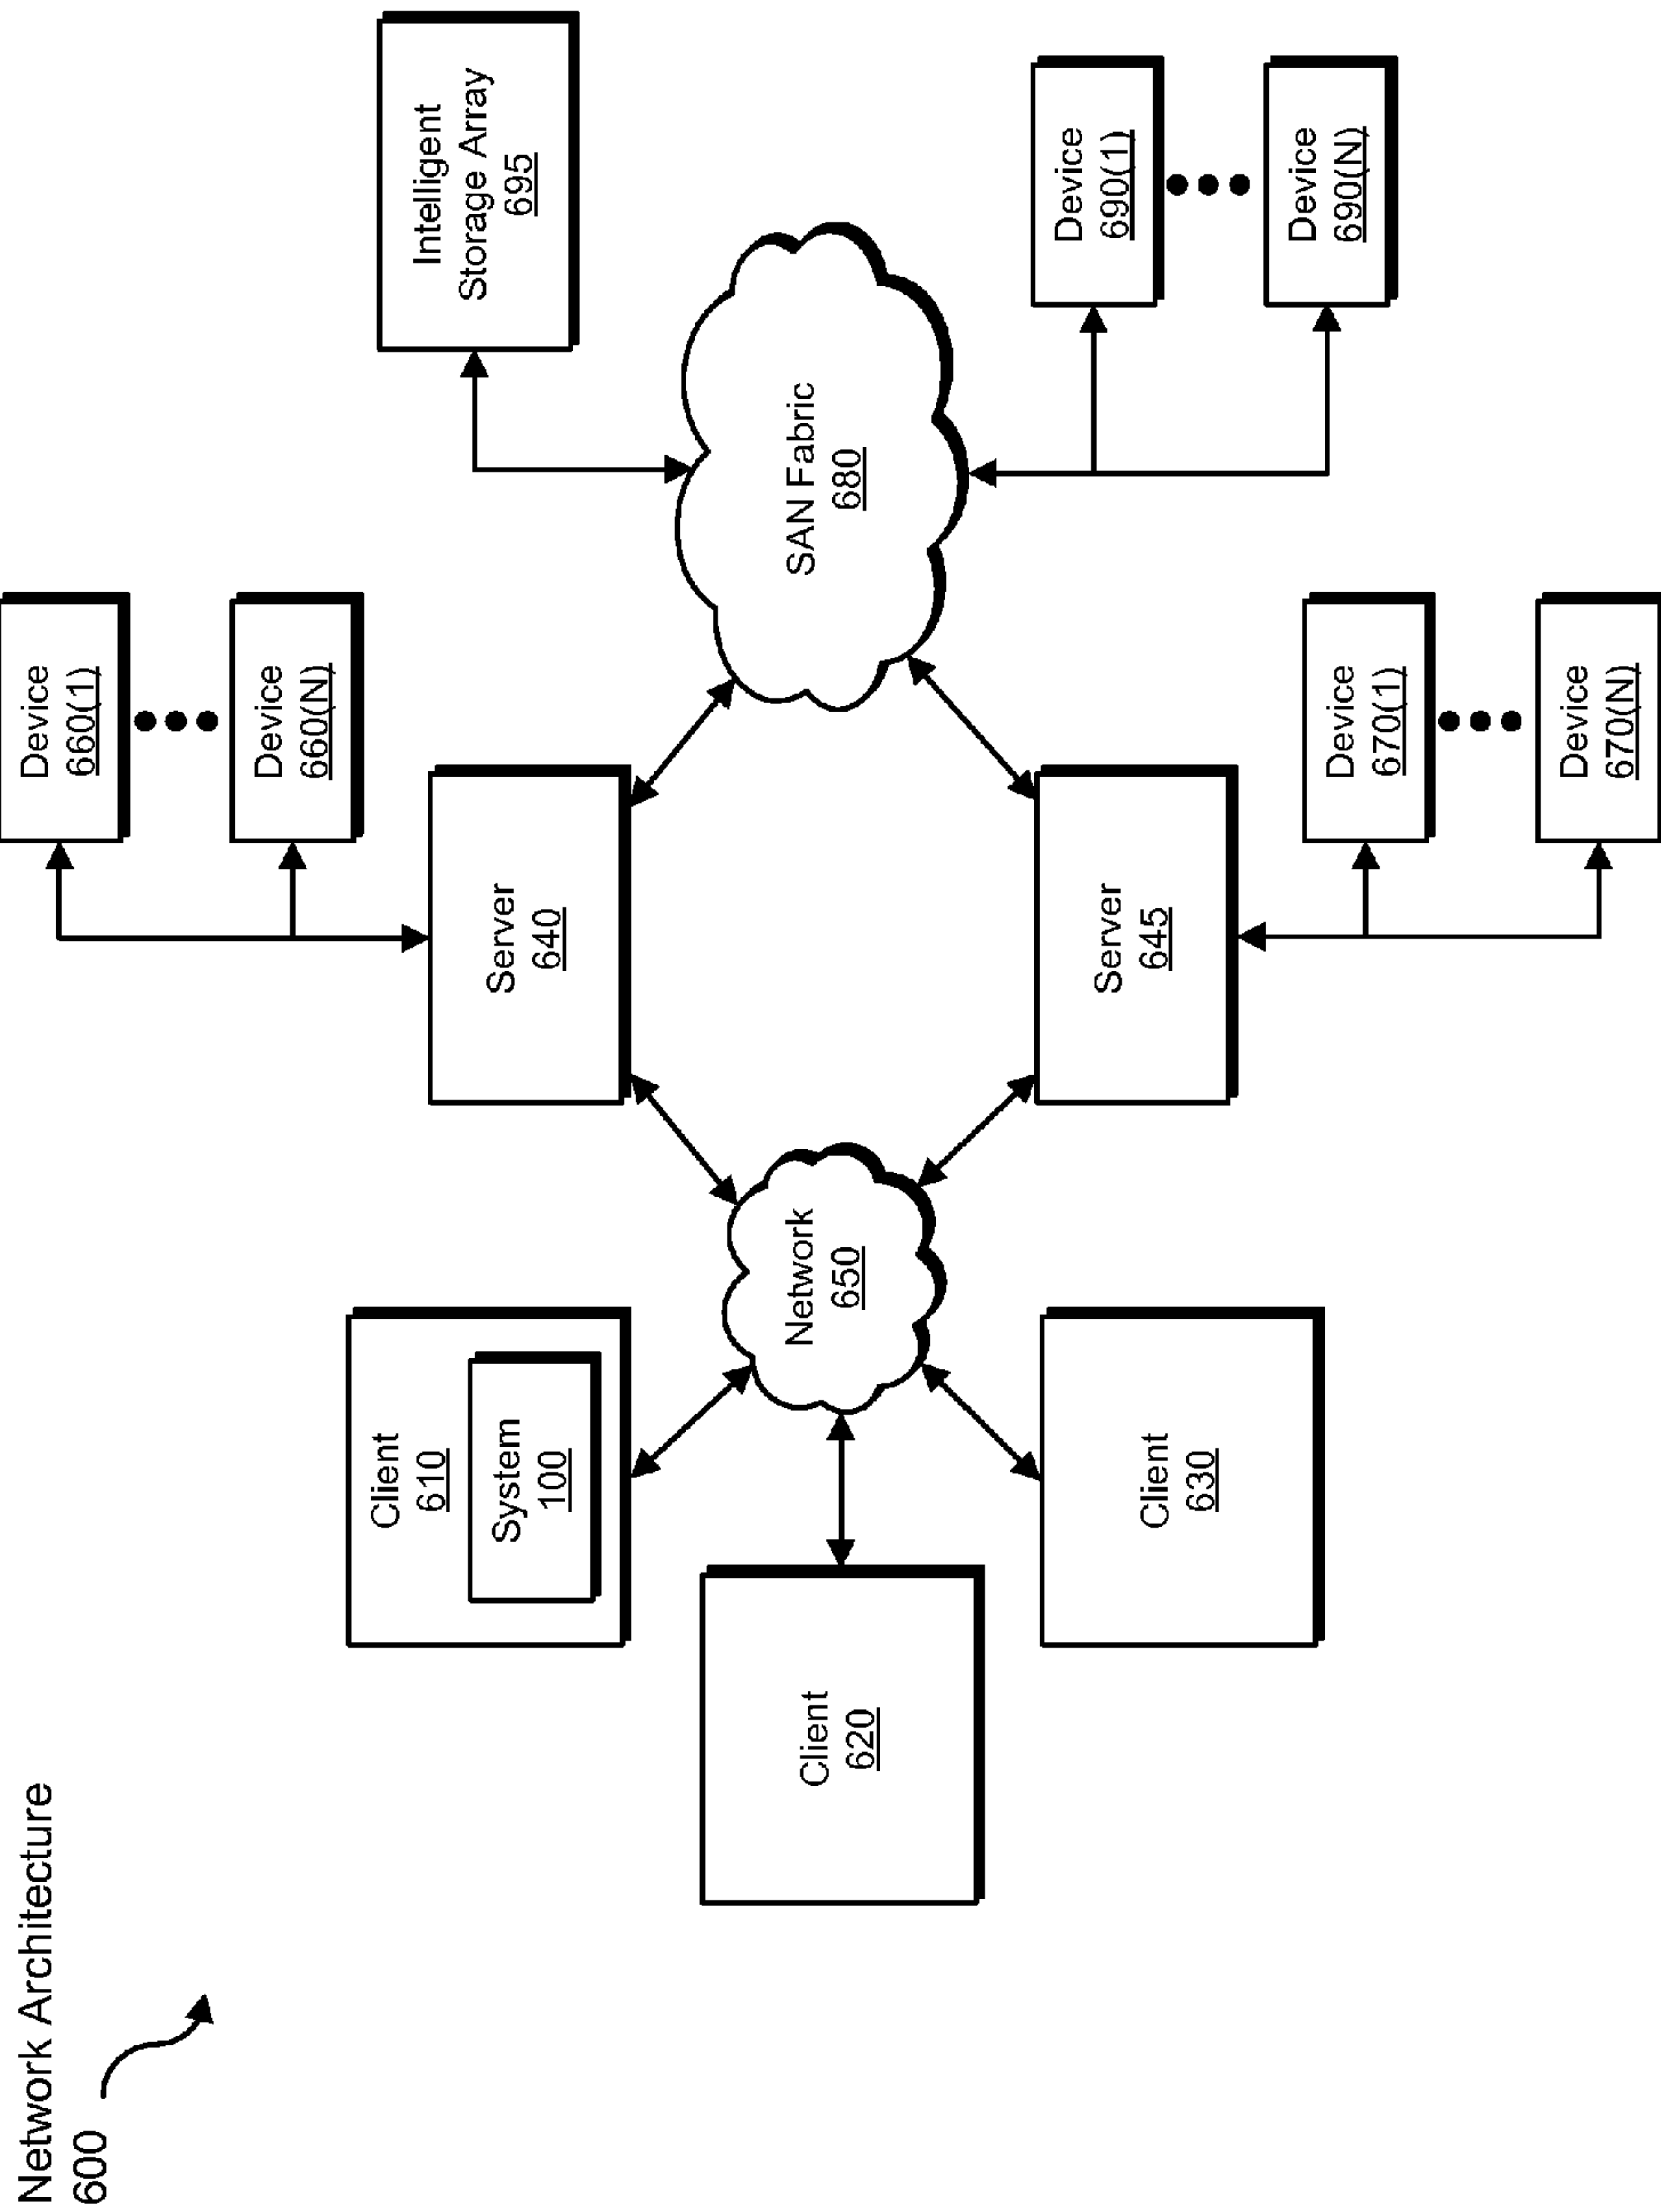 Network Architecture
600
Client
610
System
100
Client
620
Client
630
Network
650
Server
640
Server
645
Device
660(1)
Device
660(N)
Device
670(1)
Device
670(N)
SAN Fabric
680
Intelligent
Storage Array
695
Device
690(1)
Device
690(N)